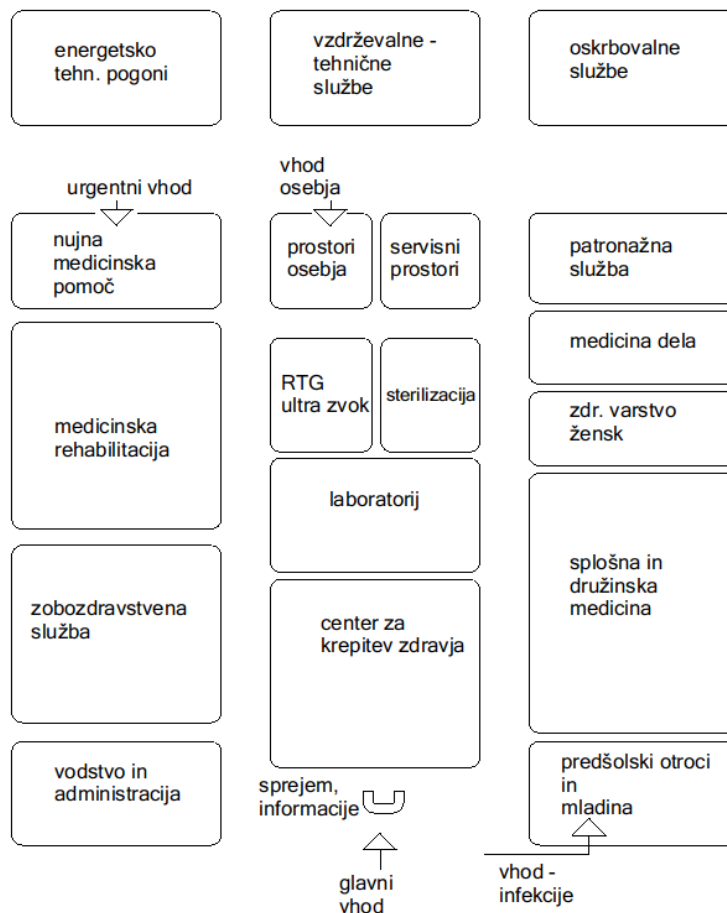 energetsko
tehn. pogoni
vzdrževalne -
tehnične
službe
oskrbovalne
službe
urgentni vhod
vhod
osebja
nujna
medicinska
pomoč
prostori
osebja
servisni
prostori
patronažna
služba
medicina dela
RTG
ultra zvok
sterilizacija
zdr. varstvo
žensk
medicinska
rehabilitacija
laboratorij
splošna in
družinska
medicina
zobozdravstvena
služba
center za
krepitev zdravja
vodstvo in
administracija
sprejem,
informacije
predšolski otroci
in
mladina
glavni
vhod
vhod -
infekcije